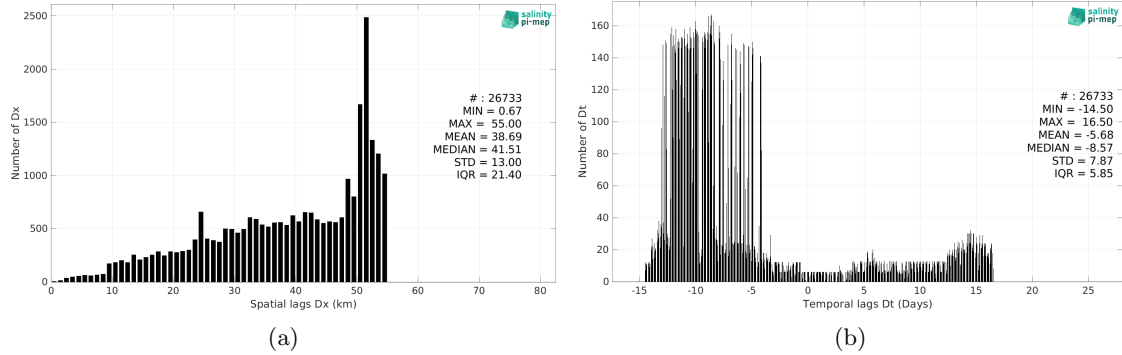 2500
2000
1500
1000
500
0
Number of Dx
salinity
pi-mep
# : 26733
MIN = 0.67
MAX = 55.00
MEAN = 38.69
MEDIAN = 41.51
STD = 13.00
IQR = 21.40
0 10 20 30 40 50 60 70 80
Spatial lags Dx (km)
(a)
160
140
120
100
80
60
40
20
0
Number of Dt
salinity
pi-mep
# : 26733
MIN = -14.50
MAX = 16.50
MEAN = -5.68
MEDIAN = -8.57
STD = 7.87
IQR = 5.85
-15 -10 -5 0 5 10 15 20 25
Temporal lags Dt (Days)
(b)